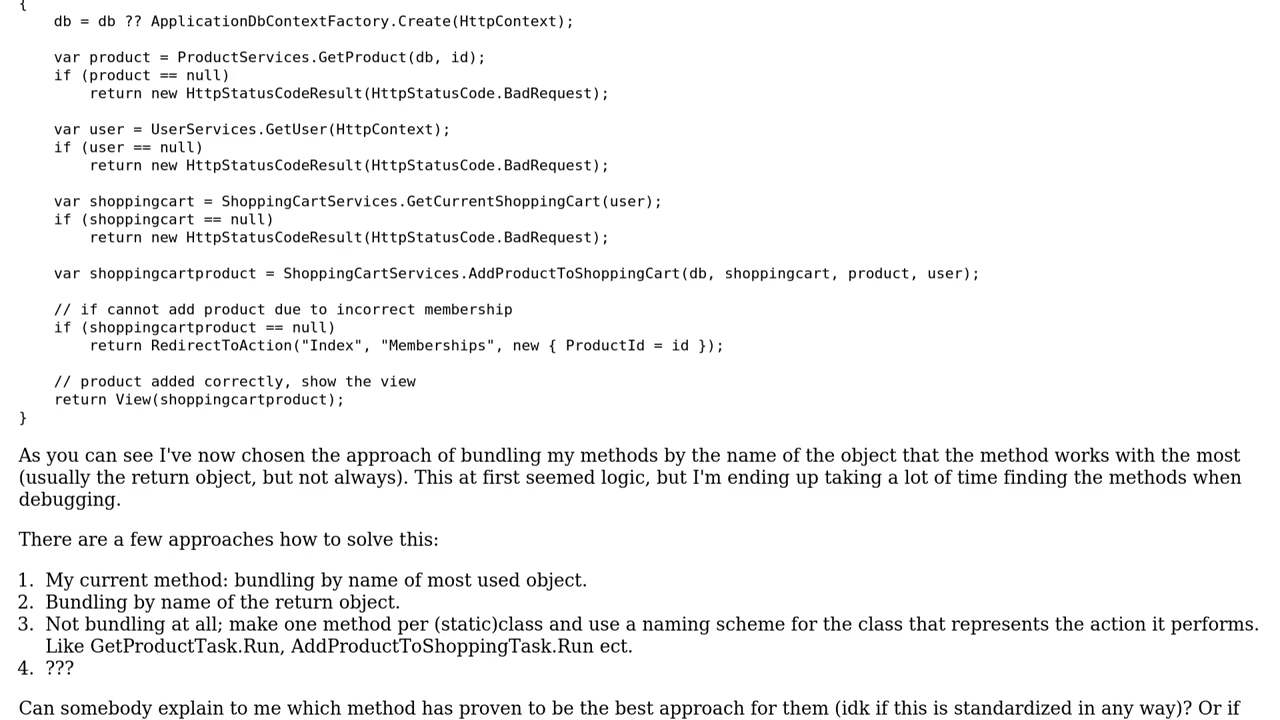 {
    db = db ?? ApplicationDbContextFactory.Create(HttpContext);

    var product = ProductServices.GetProduct(db, id);
    if (product == null)
        return new HttpStatusCodeResult(HttpStatusCode.BadRequest);

    var user = UserServices.GetUser(HttpContext);
    if (user == null)
        return new HttpStatusCodeResult(HttpStatusCode.BadRequest);

    var shoppingcart = ShoppingCartServices.GetCurrentShoppingCart(user);
    if (shoppingcart == null)
        return new HttpStatusCodeResult(HttpStatusCode.BadRequest);

    var shoppingcartproduct = ShoppingCartServices.AddProductToShoppingCart(db, shoppingcart, product, user);

    // if cannot add product due to incorrect membership
    if (shoppingcartproduct == null)
        return RedirectToAction("Index", "Memberships", new { ProductId = id });

    // product added correctly, show the view
    return View(shoppingcartproduct);
}
As you can see I've now chosen the approach of bundling my methods by the name of the object that the method works with the most
(usually the return object, but not always). This at first seemed logic, but I'm ending up taking a lot of time finding the methods when
debugging.
There are a few approaches how to solve this:
1. My current method: bundling by name of most used object.
2. Bundling by name of the return object.
3. Not bundling at all; make one method per (static)class and use a naming scheme for the class that represents the action it performs.
Like GetProductTask.Run, AddProductToShoppingTask.Run ect.
4. ???
Can somebody explain to me which method has proven to be the best approach for them (idk if this is standardized in any way)? Or if